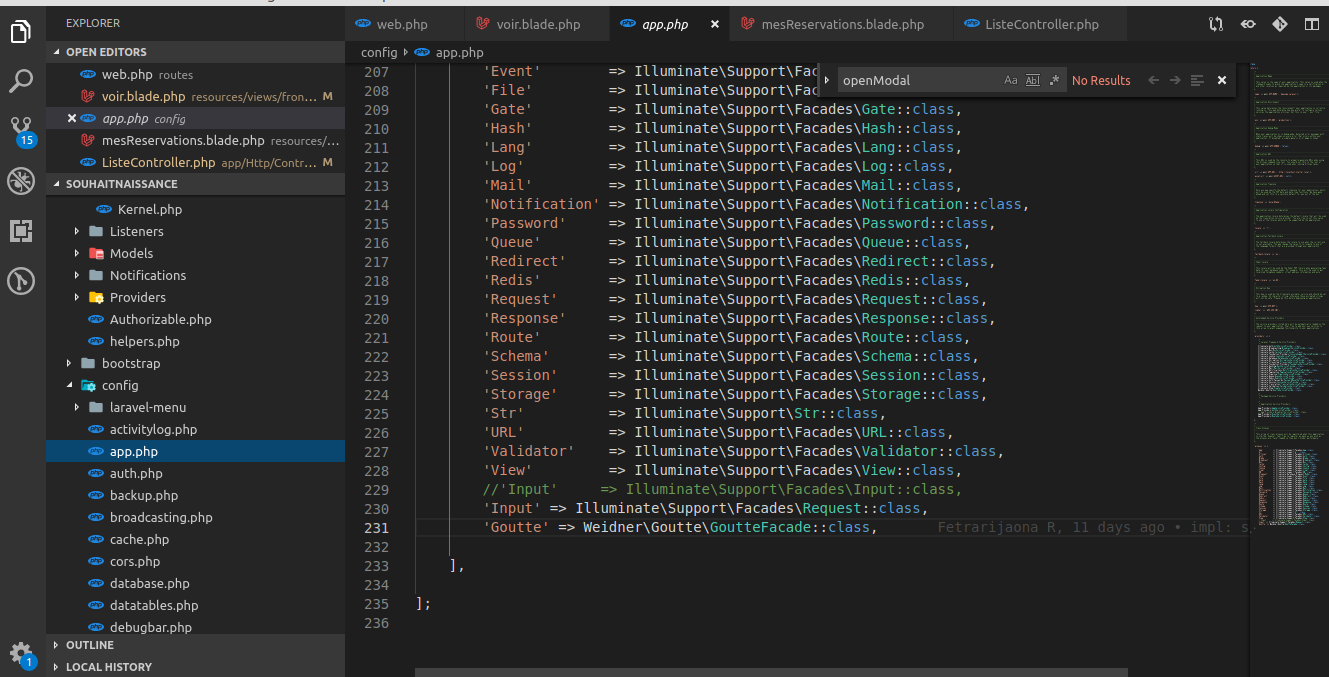 EXPLORER
OPEN EDITORS
web.php routes
voir.blade.php resources/views/fron... M
app.php config
mesReservations.blade.php resources/...
ListeController.php app/Http/Contr... M
SOUHAITNAISSANCE
Kernel.php
Listeners
Models
Notifications
Providers
Authorizable.php
helpers.php
bootstrap
config
laravel-menu
activitylog.php
app.php
auth.php
backup.php
broadcasting.php
cache.php
cors.php
database.php
datatables.php
debugbar.php
OUTLINE
LOCAL HISTORY
15
1
web.php voir.blade.php app.php mesReservations.blade.php ListeController.php
config app.php
openModal Aa Abl .* No Results
207 'Event' => Illuminate\Support\Fac
208 'File' => Illuminate\Support\Fac
209 'Gate' => Illuminate\Support\Facades\Gate::class,
210 'Hash' => Illuminate\Support\Facades\Hash::class,
211 'Lang' => Illuminate\Support\Facades\Lang::class,
212 'Log' => Illuminate\Support\Facades\Log::class,
213 'Mail' => Illuminate\Support\Facades\Mail::class,
214 'Notification' => Illuminate\Support\Facades\Notification::class,
215 'Password' => Illuminate\Support\Facades\Password::class,
216 'Queue' => Illuminate\Support\Facades\Queue::class,
217 'Redirect' => Illuminate\Support\Facades\Redirect::class,
218 'Redis' => Illuminate\Support\Facades\Redis::class,
219 'Request' => Illuminate\Support\Facades\Request::class,
220 'Response' => Illuminate\Support\Facades\Response::class,
221 'Route' => Illuminate\Support\Facades\Route::class,
222 'Schema' => Illuminate\Support\Facades\Schema::class,
223 'Session' => Illuminate\Support\Facades\Session::class,
224 'Storage' => Illuminate\Support\Facades\Storage::class,
225 'Str' => Illuminate\Support\Str::class,
226 'URL' => Illuminate\Support\Facades\URL::class,
227 'Validator' => Illuminate\Support\Facades\Validator::class,
228 'View' => Illuminate\Support\Facades\View::class,
229 //'Input' => Illuminate\Support\Facades\Input::class,
230 'Input' => Illuminate\Support\Facades\Request::class,
231 'Goutte' => Weidner\Goutte\GoutteFacade::class, Fetrarijaona R, 11 days ago • impl: s
232
233 ],
234
235 ];
236